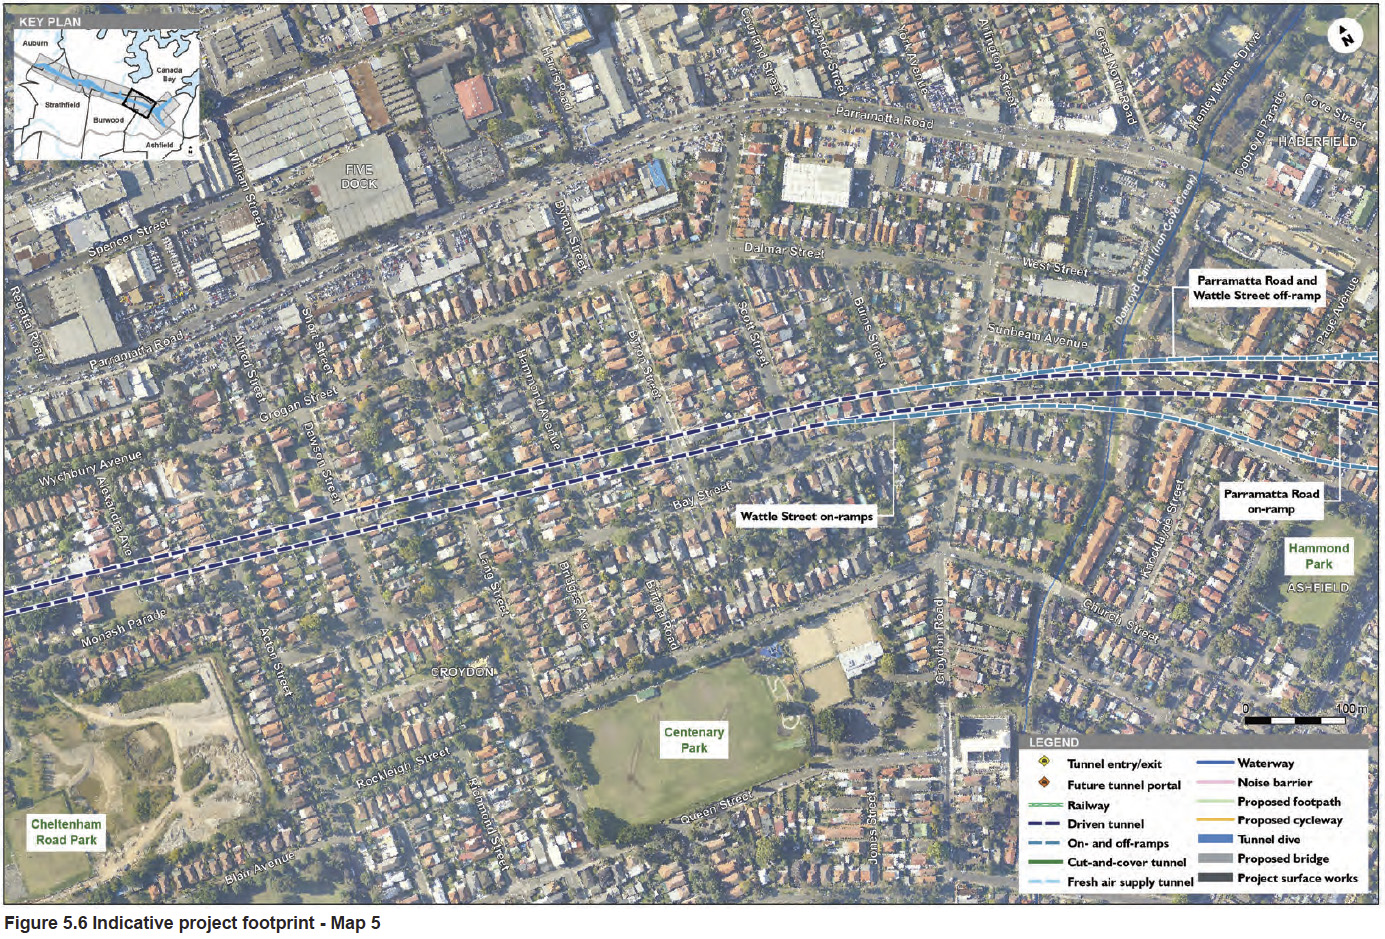 KEY PLAN
Auburn
Canada
Bay
Strathfield
Burwood
Ashfield
N
N
Courland Street
Lavender Street
York Avenue
Arlington Street
Great North Road
Henley Marine Drive
Harris Road
Parramatta Road
Dobroyd Parade
Cove Street
HABERFIELD
William Street
FIVE
DOCK
Spencer Street
Byron Street
Dalmar Street
West Street
Dobroyd Canal (Iron Cove Creek)
Parramatta Road and
Wattle Street off-ramp
Regatta Road
Parramatta Road
Short Street
Alfred Street
Scott Street
Burns Street
Sunbeam Avenue
Page Avenue
Byron Street
Hammond Avenue
Grogan Street
Dawson Street
Wychbury Avenue
Alexandra Ave
Bay Street
Wattle Street on-ramps
Parramatta Road
on-ramp
Hammond
Park
ASHFIELD
Lang Street
Bridges Ave
Brough Road
Monash Parade
Acton Street
CROYDON
Church Street
Croydon Road
Centenary
Park
Rockleigh Street
Richmond Street
Queen Street
Jones Street
Cheltenham
Road Park
Blair Avenue
0 100 m
LEGEND
Tunnel entry/exit
Future tunnel portal
Railway
Driven tunnel
On- and off-ramps
Cut-and-cover tunnel
Fresh air supply tunnel
Waterway
Noise barrier
Proposed footpath
Proposed cycleway
Tunnel dive
Proposed bridge
Project surface works
Figure 5.6 Indicative project footprint - Map 5